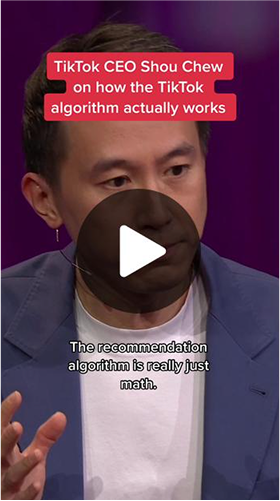 TikTok CEO Shou Chew
on how the TikTok
algorithm actually works
The recommendation
algorithm is really just
math.